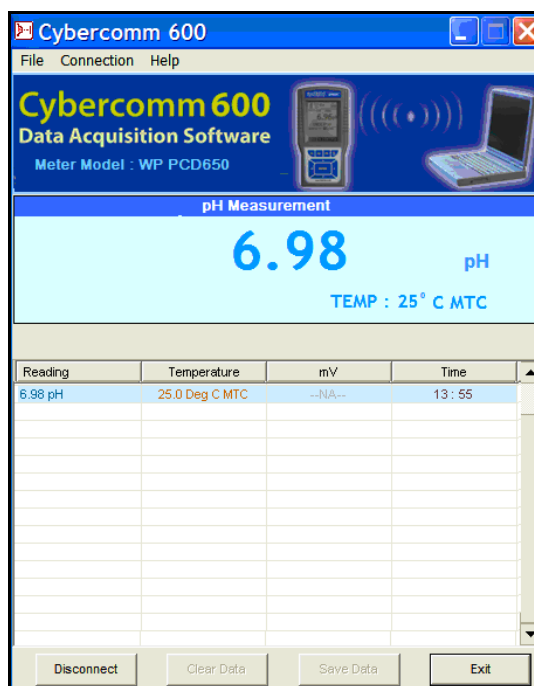 Cybercomm 600
File Connection Help
Cybercomm 600
Data Acquisition Software
Meter Model : WP PCD650
pH Measurement
6.98 pH
TEMP : 25° C MTC
Reading Temperature mV Time
6.98 pH 25.0 Deg C MTC --NA-- 13 : 55
Disconnect Clear Data Save Data Exit